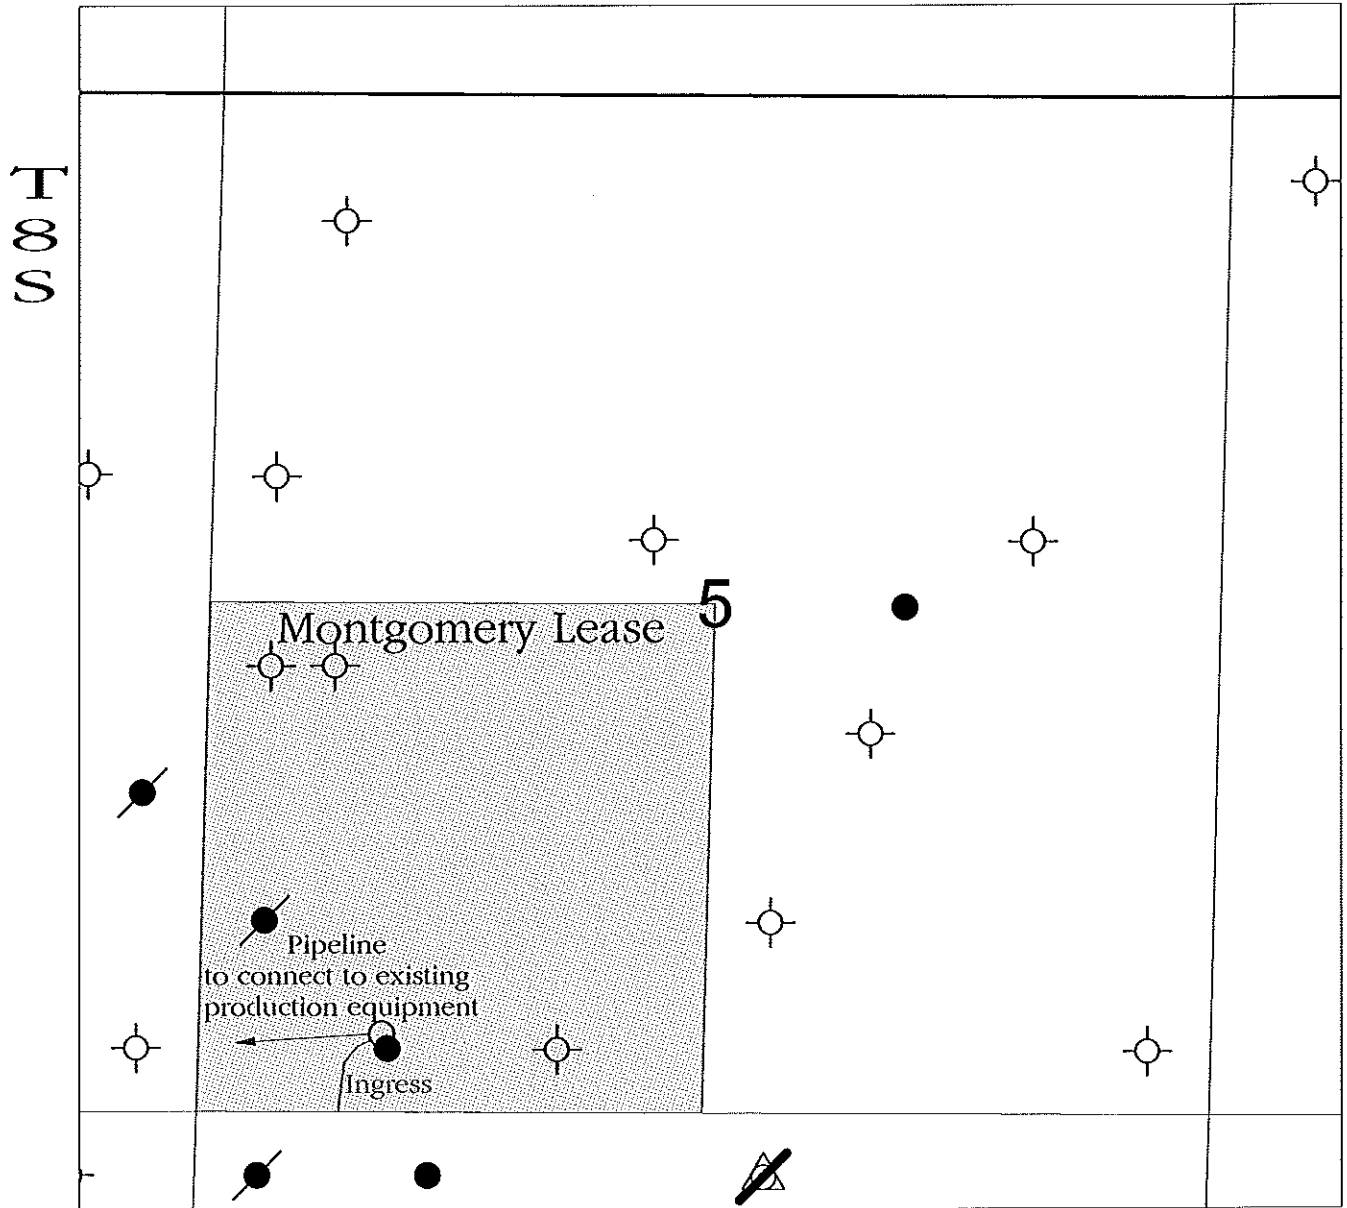 T
8
S
5
Montgomery Lease
Pipeline
to connect to existing
production equipment
Ingress